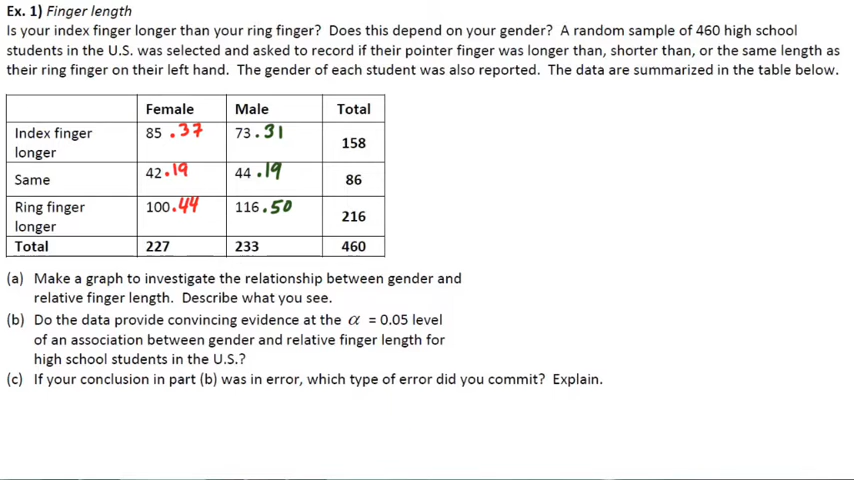 Ex. 1) Finger length
Is your index finger longer than your ring finger? Does this depend on your gender? A random sample of 460 high school
students in the U.S. was selected and asked to record if their pointer finger was longer than, shorter than, or the same length as
their ring finger on their left hand. The gender of each student was also reported. The data are summarized in the table below.
Female Male Total
Index finger longer 85 .37 73 .31 158
Same 42 .19 44 .19 86
Ring finger longer 100 .44 116 .50 216
Total 227 233 460
(a) Make a graph to investigate the relationship between gender and
relative finger length. Describe what you see.
(b) Do the data provide convincing evidence at the α = 0.05 level
of an association between gender and relative finger length for
high school students in the U.S.?
(c) If your conclusion in part (b) was in error, which type of error did you commit? Explain.